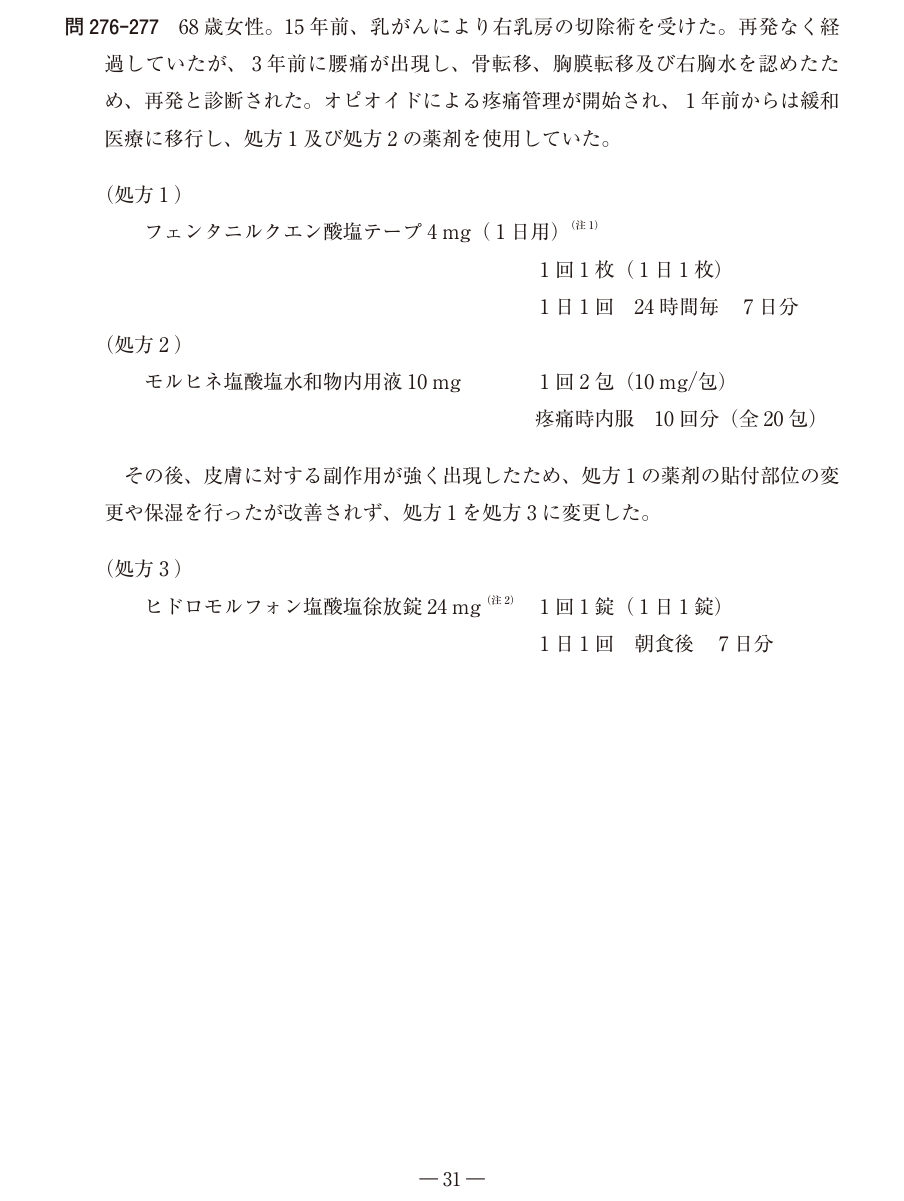 問 276-277　68 歳女性。15 年前、乳がんにより右乳房の切除術を受けた。再発なく経
過していたが、３年前に腰痛が出現し、骨転移、胸膜転移及び右胸水を認めたた
め、再発と診断された。オピオイドによる疼痛管理が開始され、１年前からは緩和
医療に移行し、処方１及び処方２の薬剤を使用していた。
（処方１）
フェンタニルクエン酸塩テープ 4 mg（１日用）（注 1）
１回１枚（１日１枚）
１日１回　24 時間毎　７日分
（処方２）
モルヒネ塩酸塩水和物内用液 10 mg　１回２包（10 mg/包）
疼痛時内服　10 回分（全 20 包）
その後、皮膚に対する副作用が強く出現したため、処方１の薬剤の貼付部位の変
更や保湿を行ったが改善されず、処方１を処方３に変更した。
（処方３）
ヒドロモルフォン塩酸塩徐放錠 24 mg（注 2）　１回１錠（１日１錠）
１日１回　朝食後　７日分
— 31 —